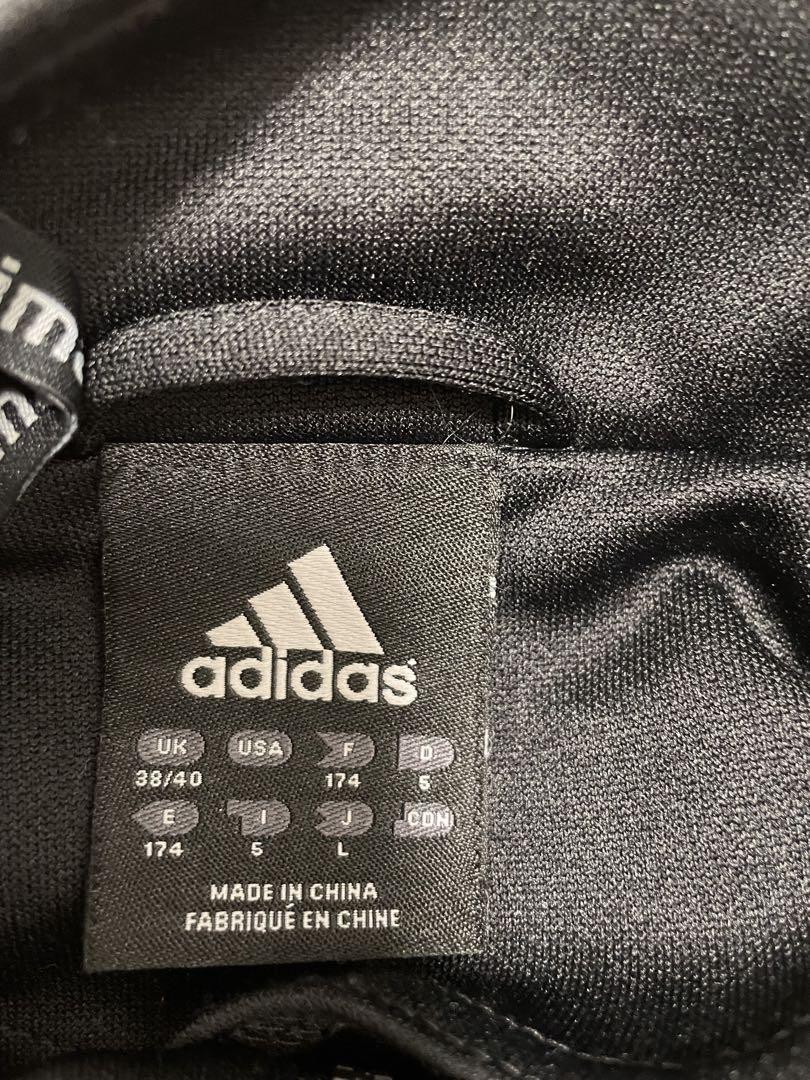 adidas
UK USA F D
38/40 174 5
E I J CDN
174 5 L
MADE IN CHINA
FABRIQUÉ EN CHINE